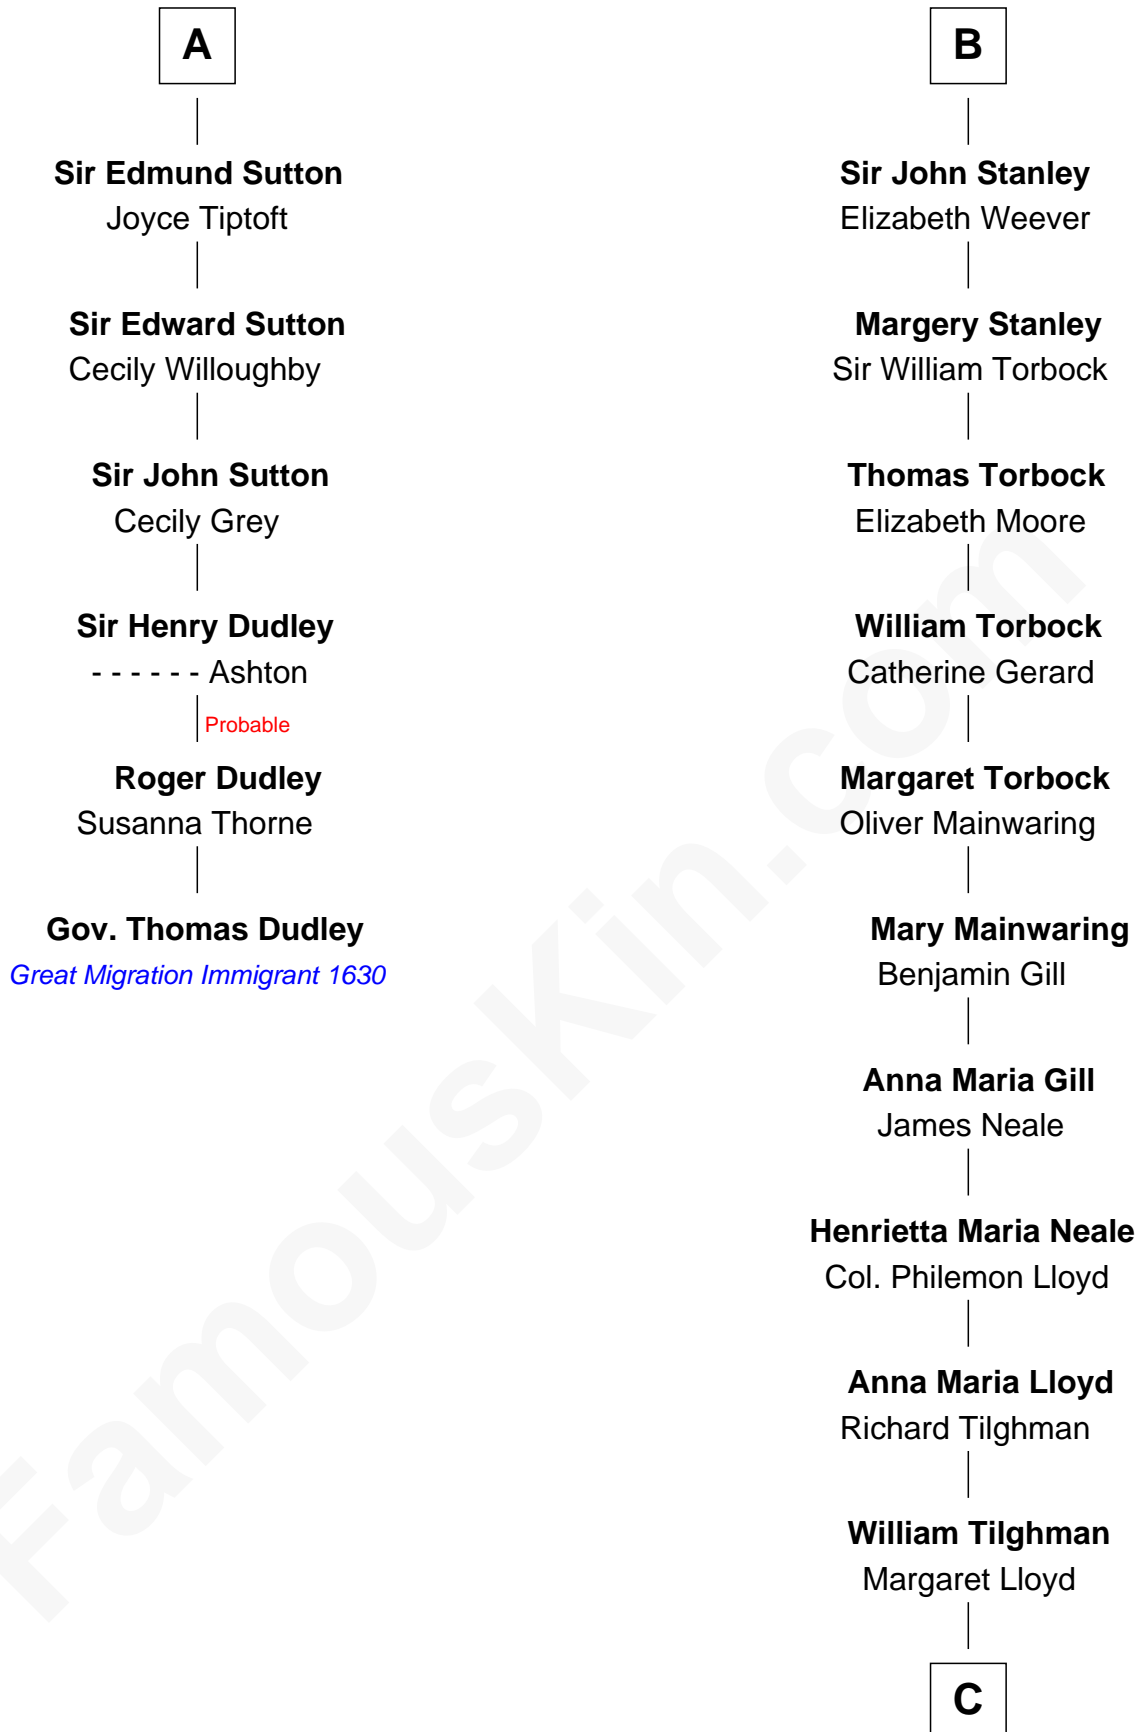 A
Sir Edmund Sutton
Joyce Tiptoft
Sir Edward Sutton
Cecily Willoughby
Sir John Sutton
Cecily Grey
Sir Henry Dudley
- - - - - - Ashton
Probable
Roger Dudley
Susanna Thorne
Gov. Thomas Dudley
Great Migration Immigrant 1630
B
Sir John Stanley
Elizabeth Weever
Margery Stanley
Sir William Torbock
Thomas Torbock
Elizabeth Moore
William Torbock
Catherine Gerard
Margaret Torbock
Oliver Mainwaring
Mary Mainwaring
Benjamin Gill
Anna Maria Gill
James Neale
Henrietta Maria Neale
Col. Philemon Lloyd
Anna Maria Lloyd
Richard Tilghman
William Tilghman
Margaret Lloyd
C
FamousKin.com